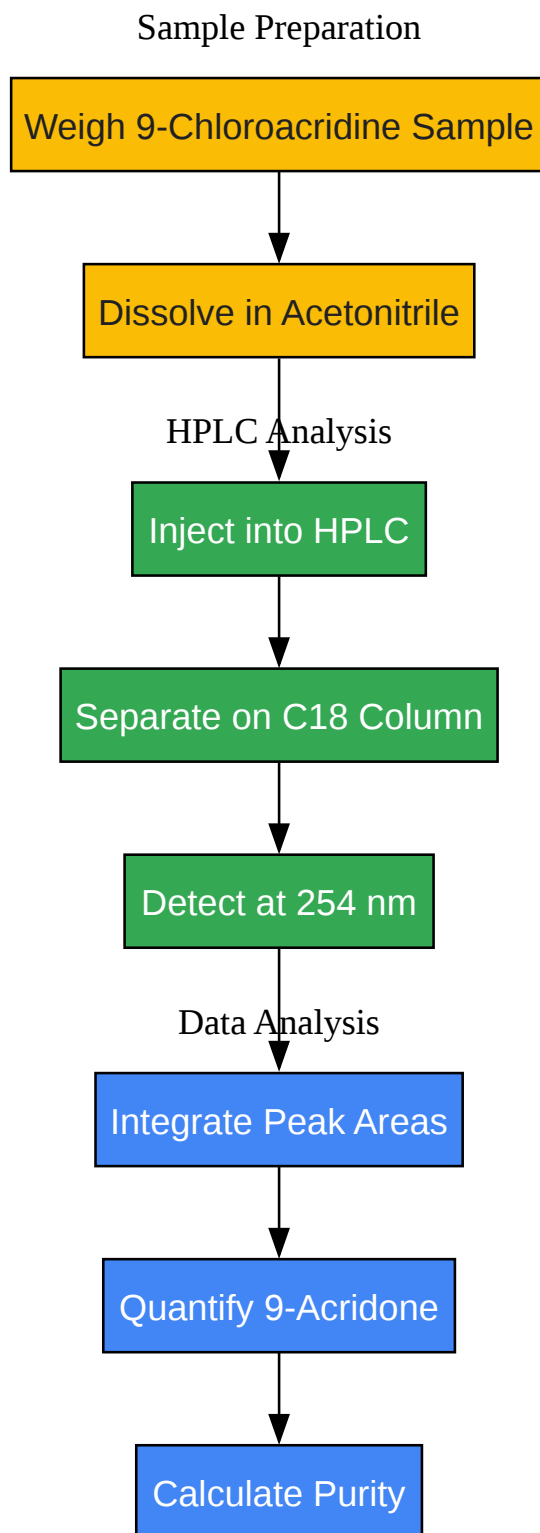 Sample Preparation
Weigh 9-Chloroacridine Sample
Dissolve in Acetonitrile
HPLC Analysis
Inject into HPLC
Separate on C18 Column
Detect at 254 nm
Data Analysis
Integrate Peak Areas
Quantify 9-Acridone
Calculate Purity